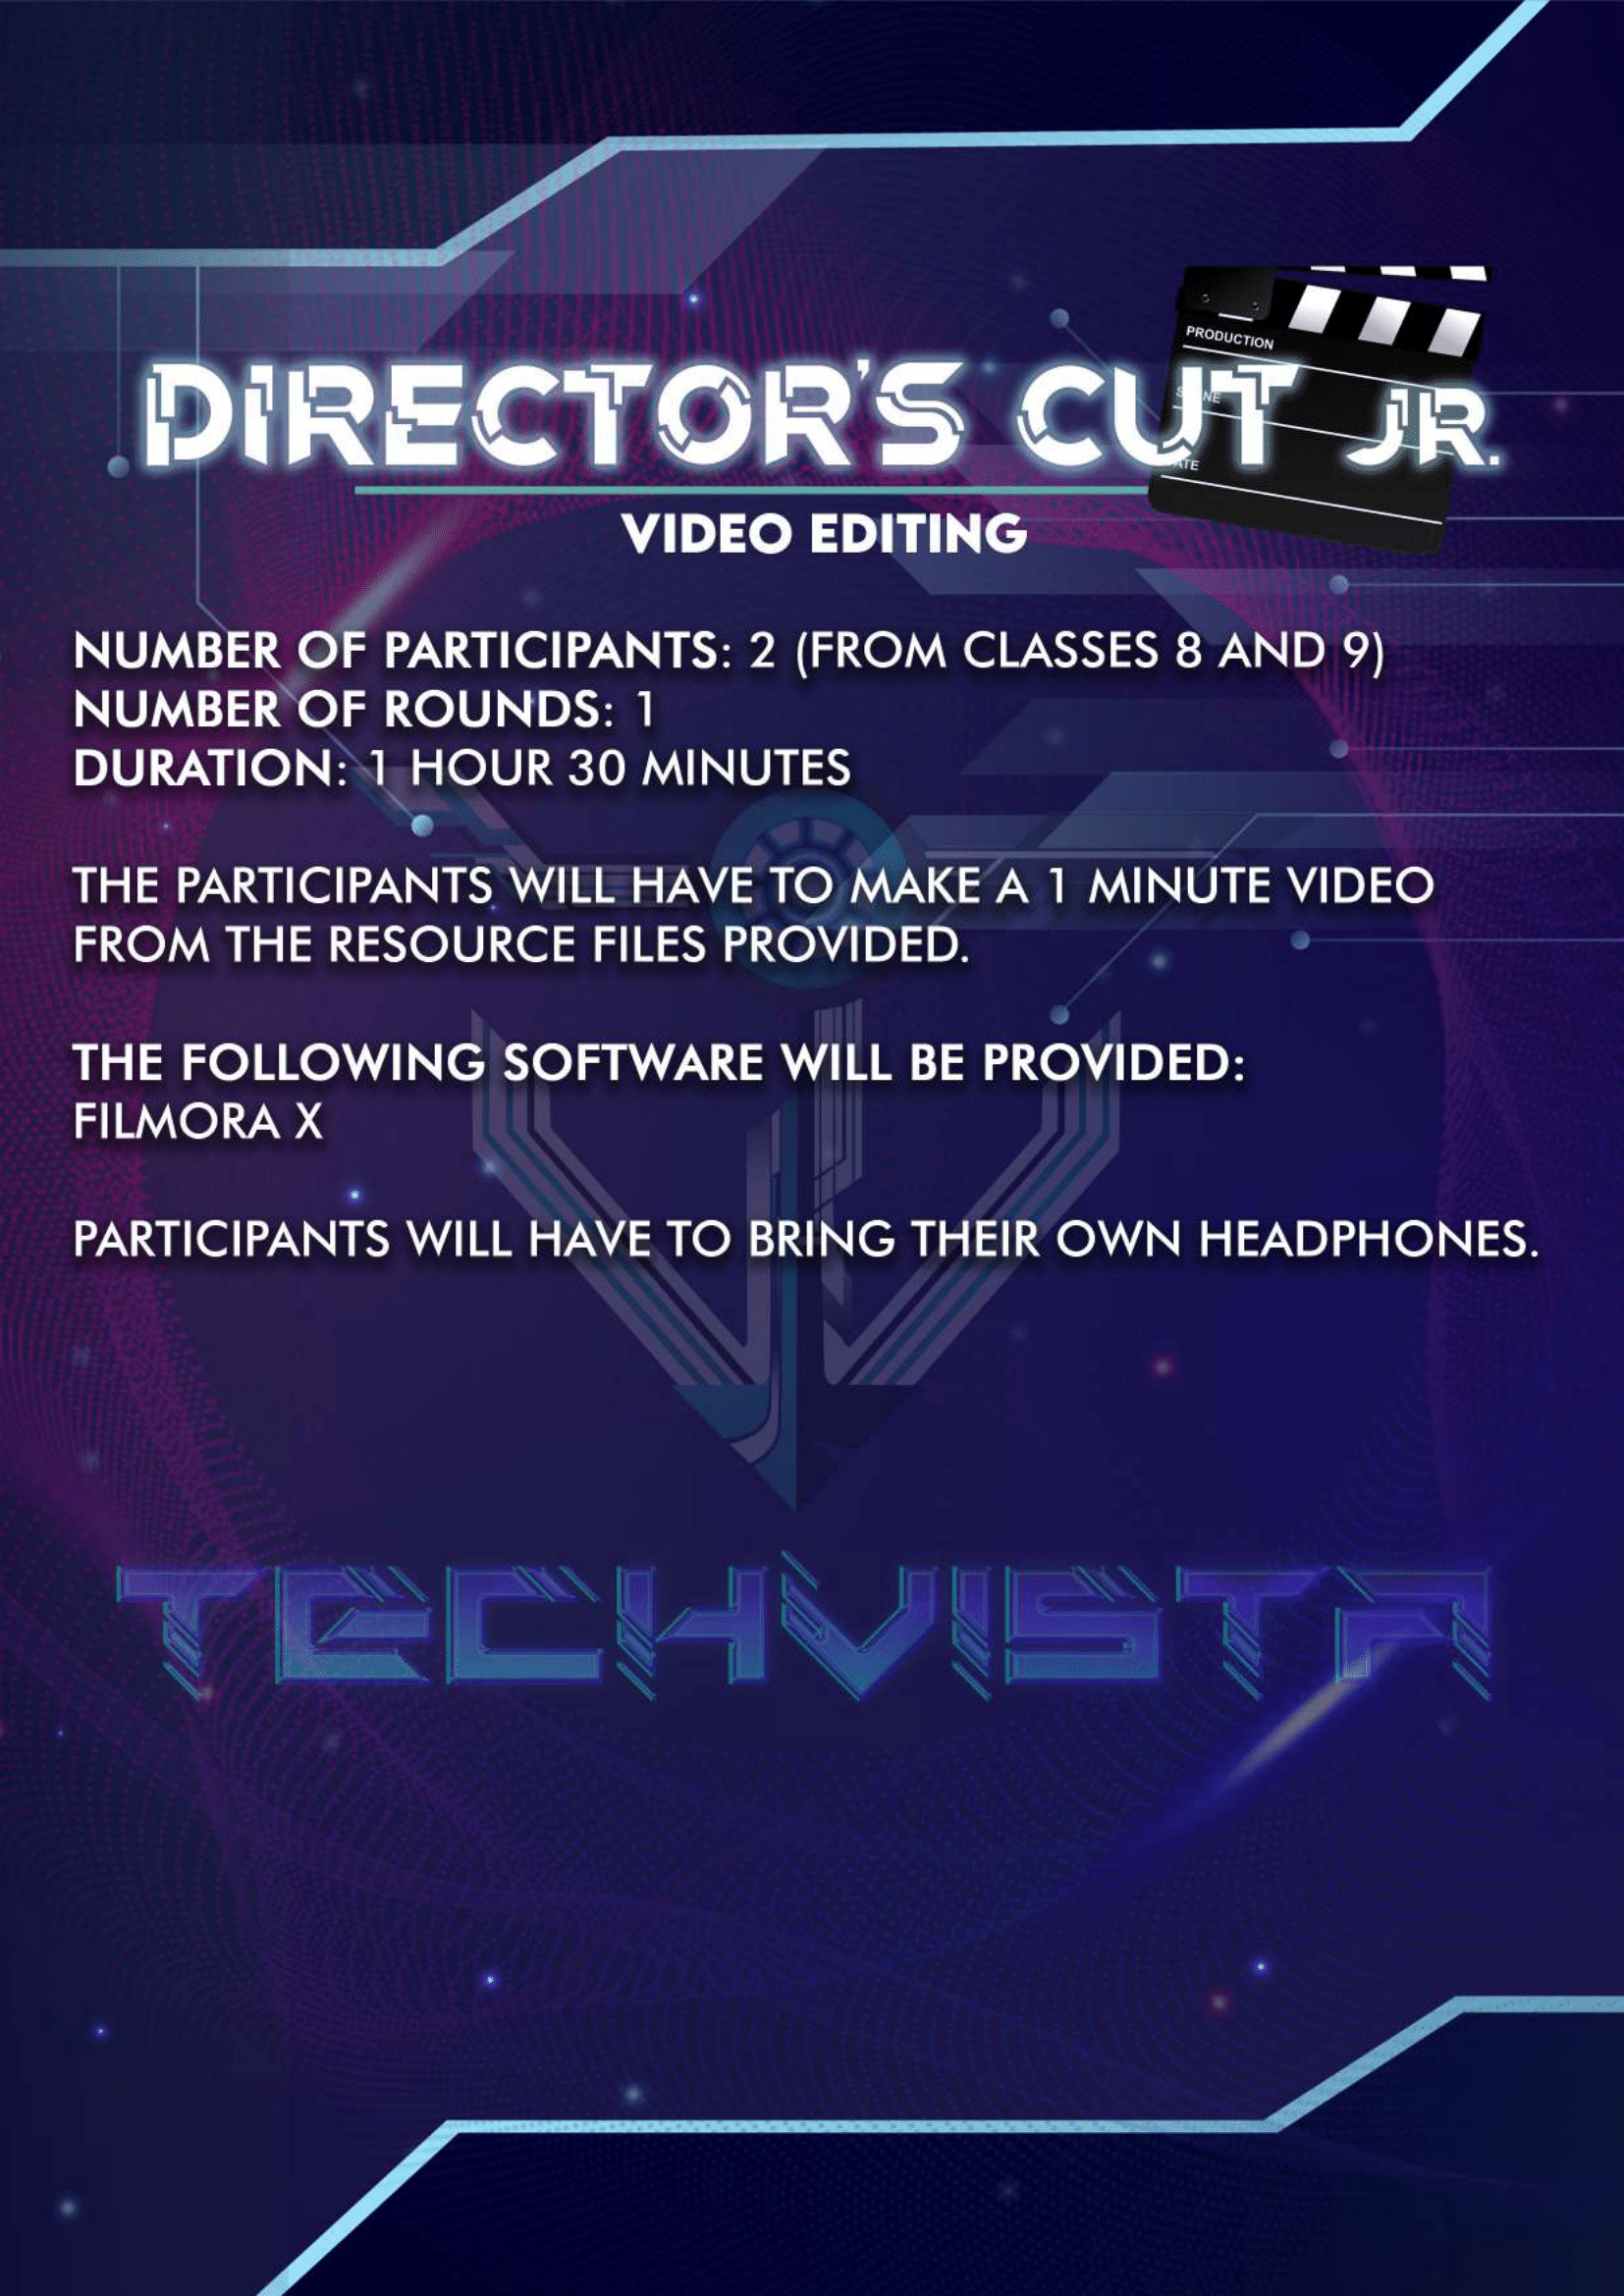 PRODUCTION
DIRECTOR'S CUT JR.
VIDEO EDITING
NUMBER OF PARTICIPANTS: 2 (FROM CLASSES 8 AND 9)
NUMBER OF ROUNDS: 1
DURATION: 1 HOUR 30 MINUTES
THE PARTICIPANTS WILL HAVE TO MAKE A 1 MINUTE VIDEO
FROM THE RESOURCE FILES PROVIDED.
THE FOLLOWING SOFTWARE WILL BE PROVIDED:
FILMORA X
PARTICIPANTS WILL HAVE TO BRING THEIR OWN HEADPHONES.
TECHVISTA